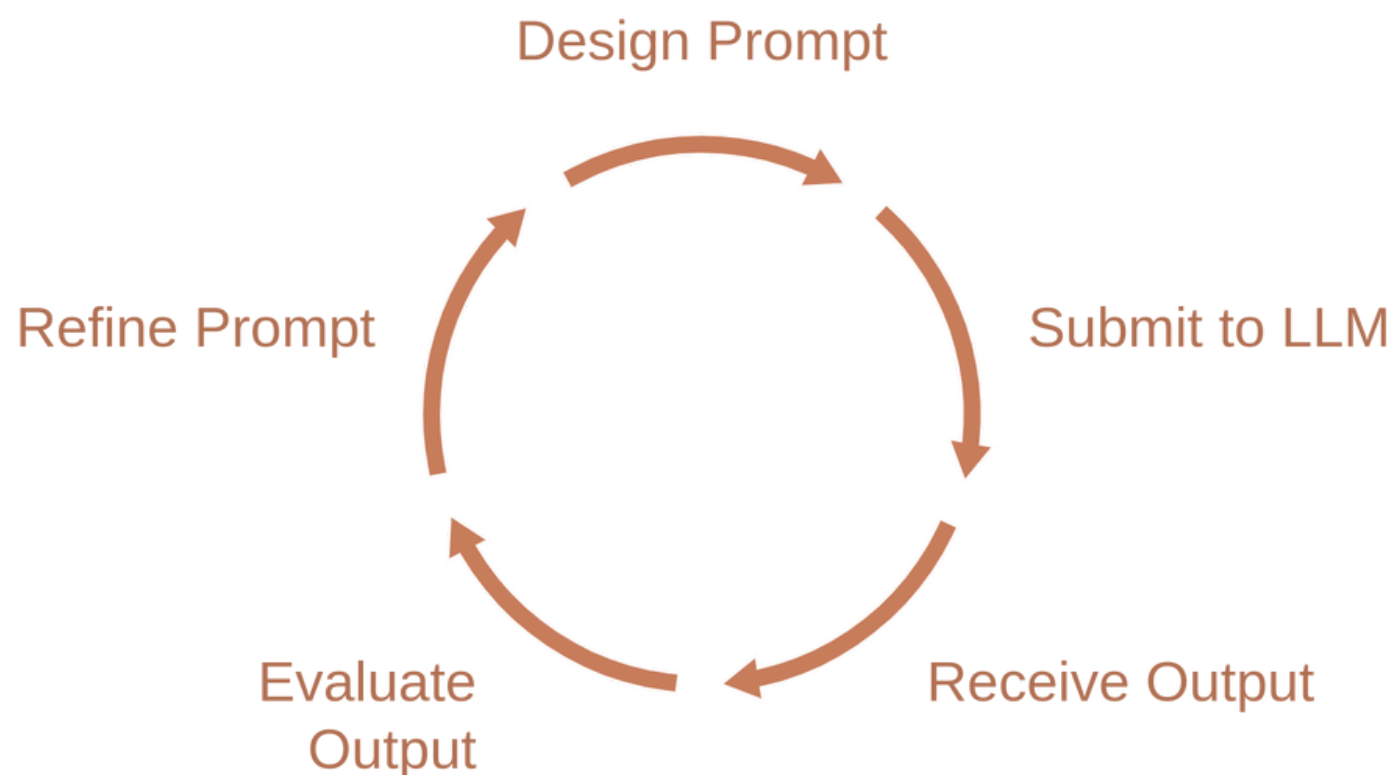 Design Prompt
Submit to LLM
Receive Output
Evaluate
Output
Refine Prompt